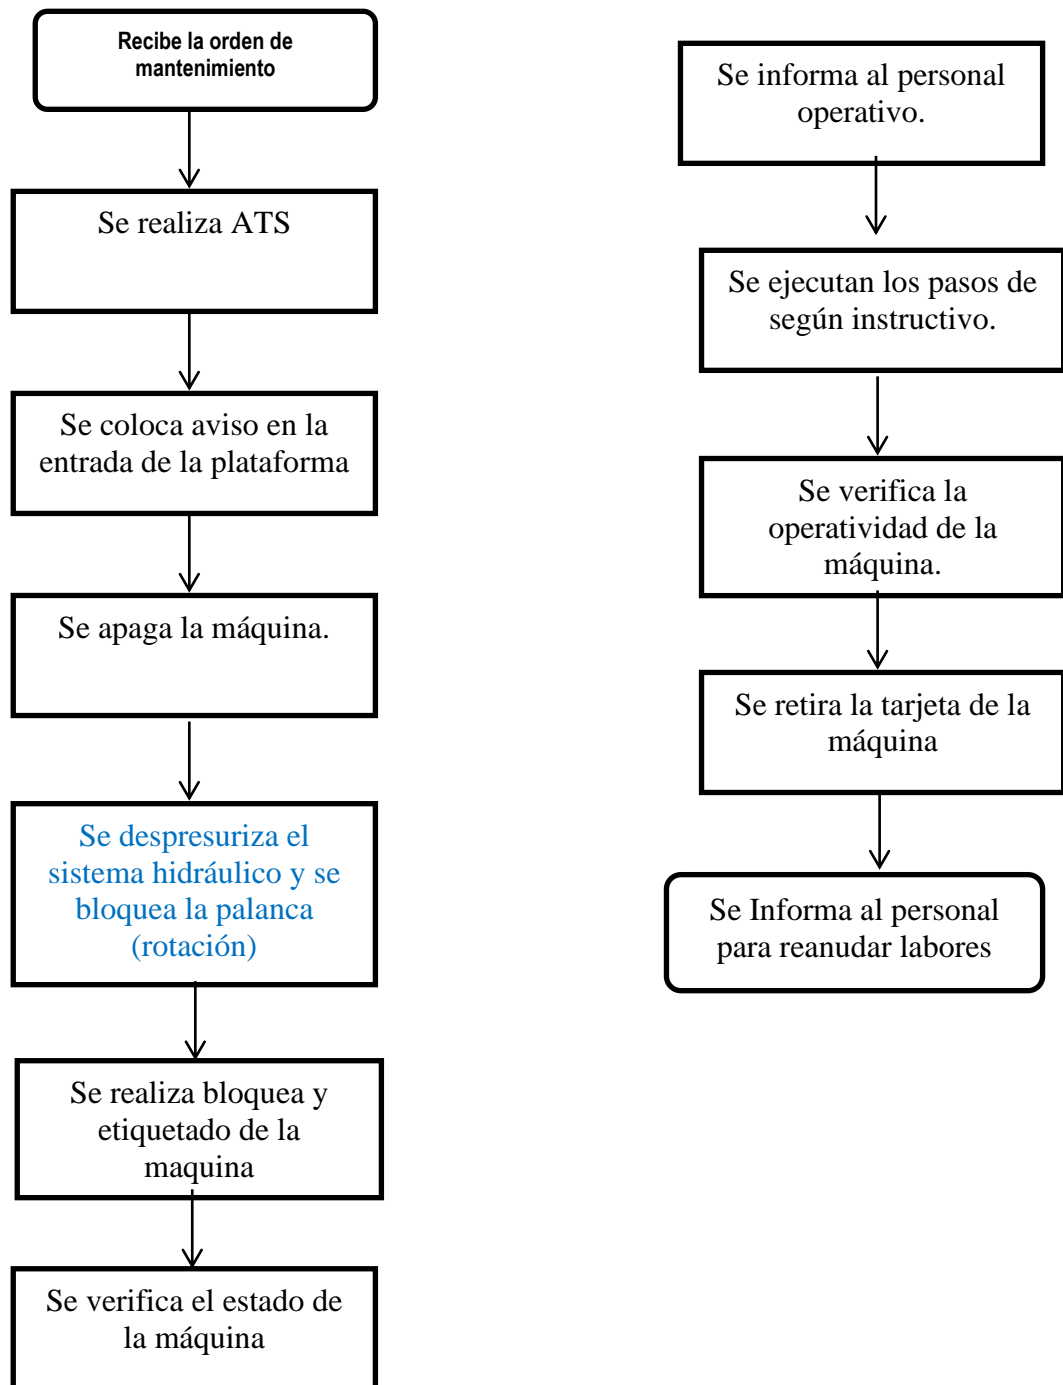 Recibe la orden de
mantenimiento
Se realiza ATS
Se coloca aviso en la
entrada de la plataforma
Se apaga la máquina.
Se despresuriza el
sistema hidráulico y se
bloquea la palanca
(rotación)
Se realiza bloquea y
etiquetado de la
maquina
Se verifica el estado de
la máquina
Se informa al personal
operativo.
Se ejecutan los pasos de
según instructivo.
Se verifica la
operatividad de la
máquina.
Se retira la tarjeta de la
máquina
Se Informa al personal
para reanudar labores